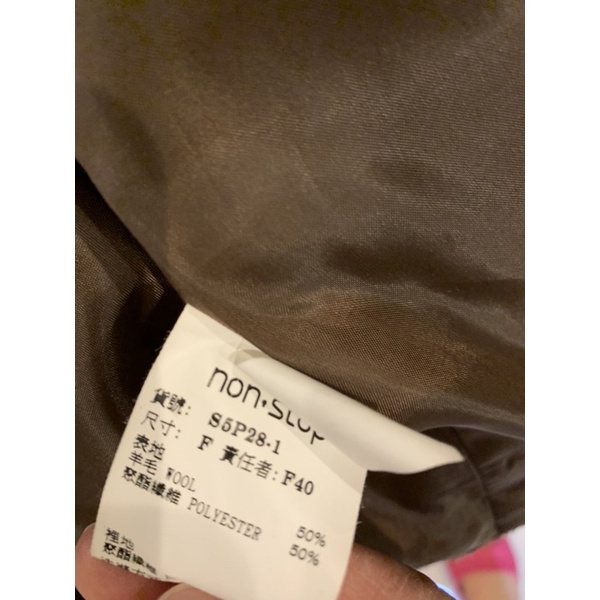 non-stop
貨號: S5P28-1
尺寸: F 責任者:F40
表地
羊毛 WOOL 50%
聚酯纖維 POLYESTER 50%
裡地
聚酯纖維